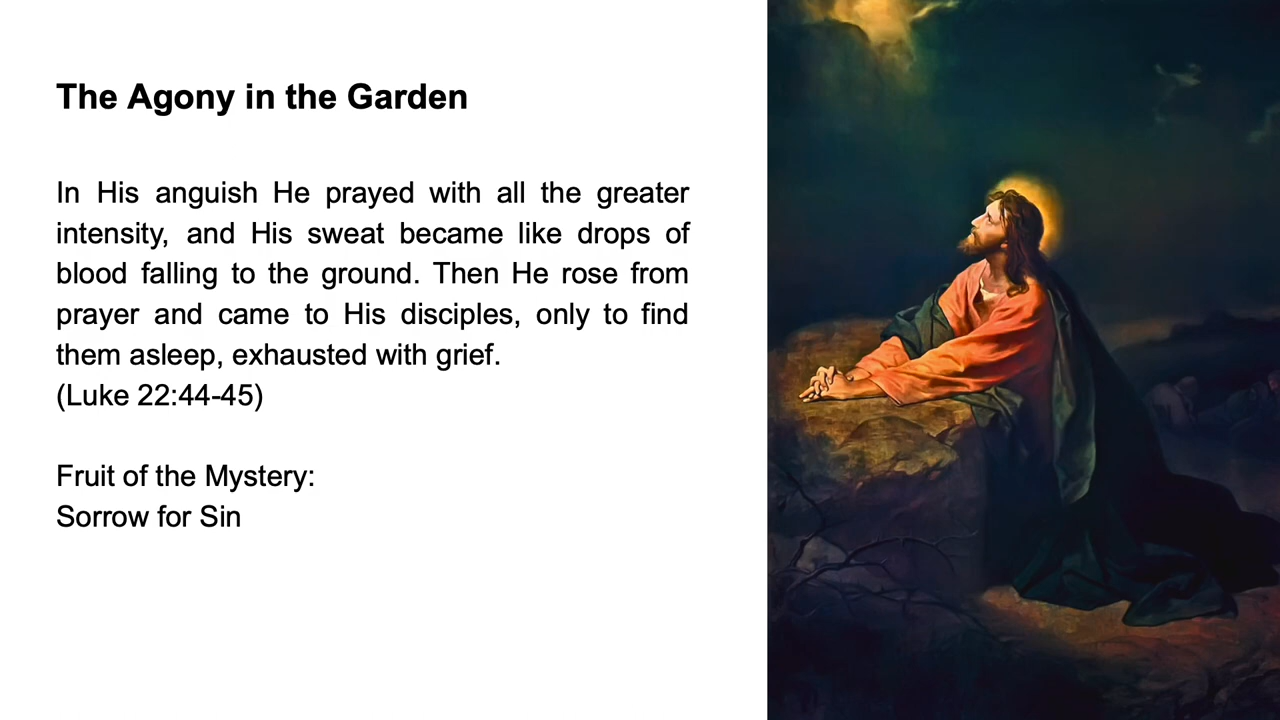 The Agony in the Garden
In His anguish He prayed with all the greater
intensity, and His sweat became like drops of
blood falling to the ground. Then He rose from
prayer and came to His disciples, only to find
them asleep, exhausted with grief.
(Luke 22:44-45)
Fruit of the Mystery:
Sorrow for Sin